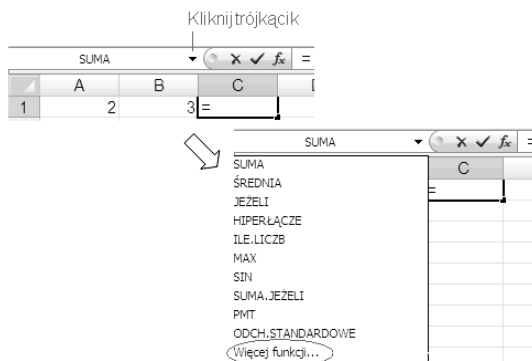 Kliknij trójkącik
SUMA fx =
A B C
1 2 3 =
SUMA fx =
C
=
SUMA
ŚREDNIA
JEŻELI
HIPERŁĄCZE
ILE.LICZB
MAX
SIN
SUMA.JEŻELI
PMT
ODCH.STANDARDOWE
Więcej funkcji...